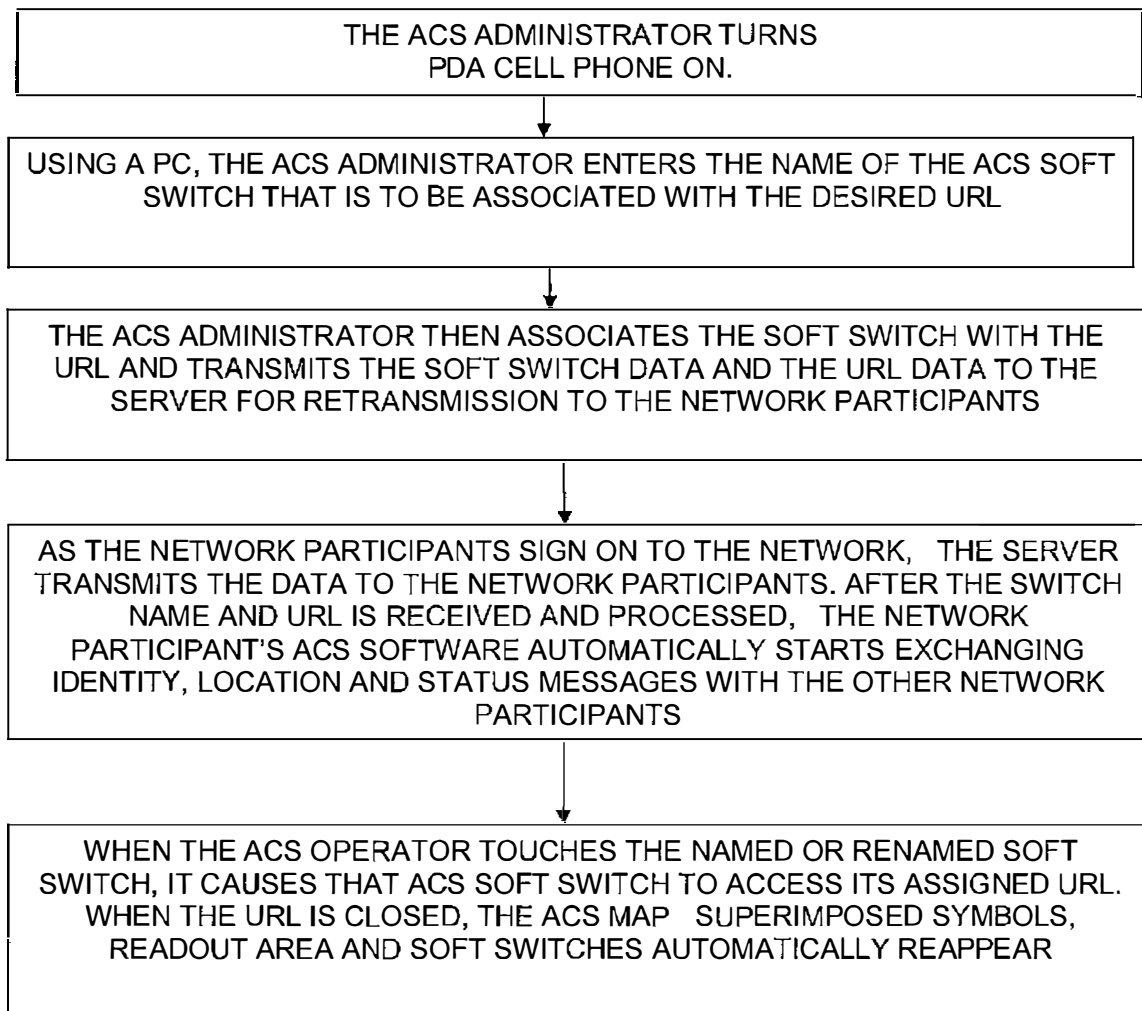 THE ACS ADMINISTRATOR TURNS
PDA CELL PHONE ON.
USING A PC, THE ACS ADMINISTRATOR ENTERS THE NAME OF THE ACS SOFT
SWITCH THAT IS TO BE ASSOCIATED WITH THE DESIRED URL
THE ACS ADMINISTRATOR THEN ASSOCIATES THE SOFT SWITCH WITH THE
URL AND TRANSMITS THE SOFT SWITCH DATA AND THE URL DATA TO THE
SERVER FOR RETRANSMISSION TO THE NETWORK PARTICIPANTS
AS THE NETWORK PARTICIPANTS SIGN ON TO THE NETWORK, THE SERVER
TRANSMITS THE DATA TO THE NETWORK PARTICIPANTS. AFTER THE SWITCH
NAME AND URL IS RECEIVED AND PROCESSED, THE NETWORK
PARTICIPANT'S ACS SOFTWARE AUTOMATICALLY STARTS EXCHANGING
IDENTITY, LOCATION AND STATUS MESSAGES WITH THE OTHER NETWORK
PARTICIPANTS
WHEN THE ACS OPERATOR TOUCHES THE NAMED OR RENAMED SOFT
SWITCH, IT CAUSES THAT ACS SOFT SWITCH TO ACCESS ITS ASSIGNED URL.
WHEN THE URL IS CLOSED, THE ACS MAP SUPERIMPOSED SYMBOLS,
READOUT AREA AND SOFT SWITCHES AUTOMATICALLY REAPPEAR